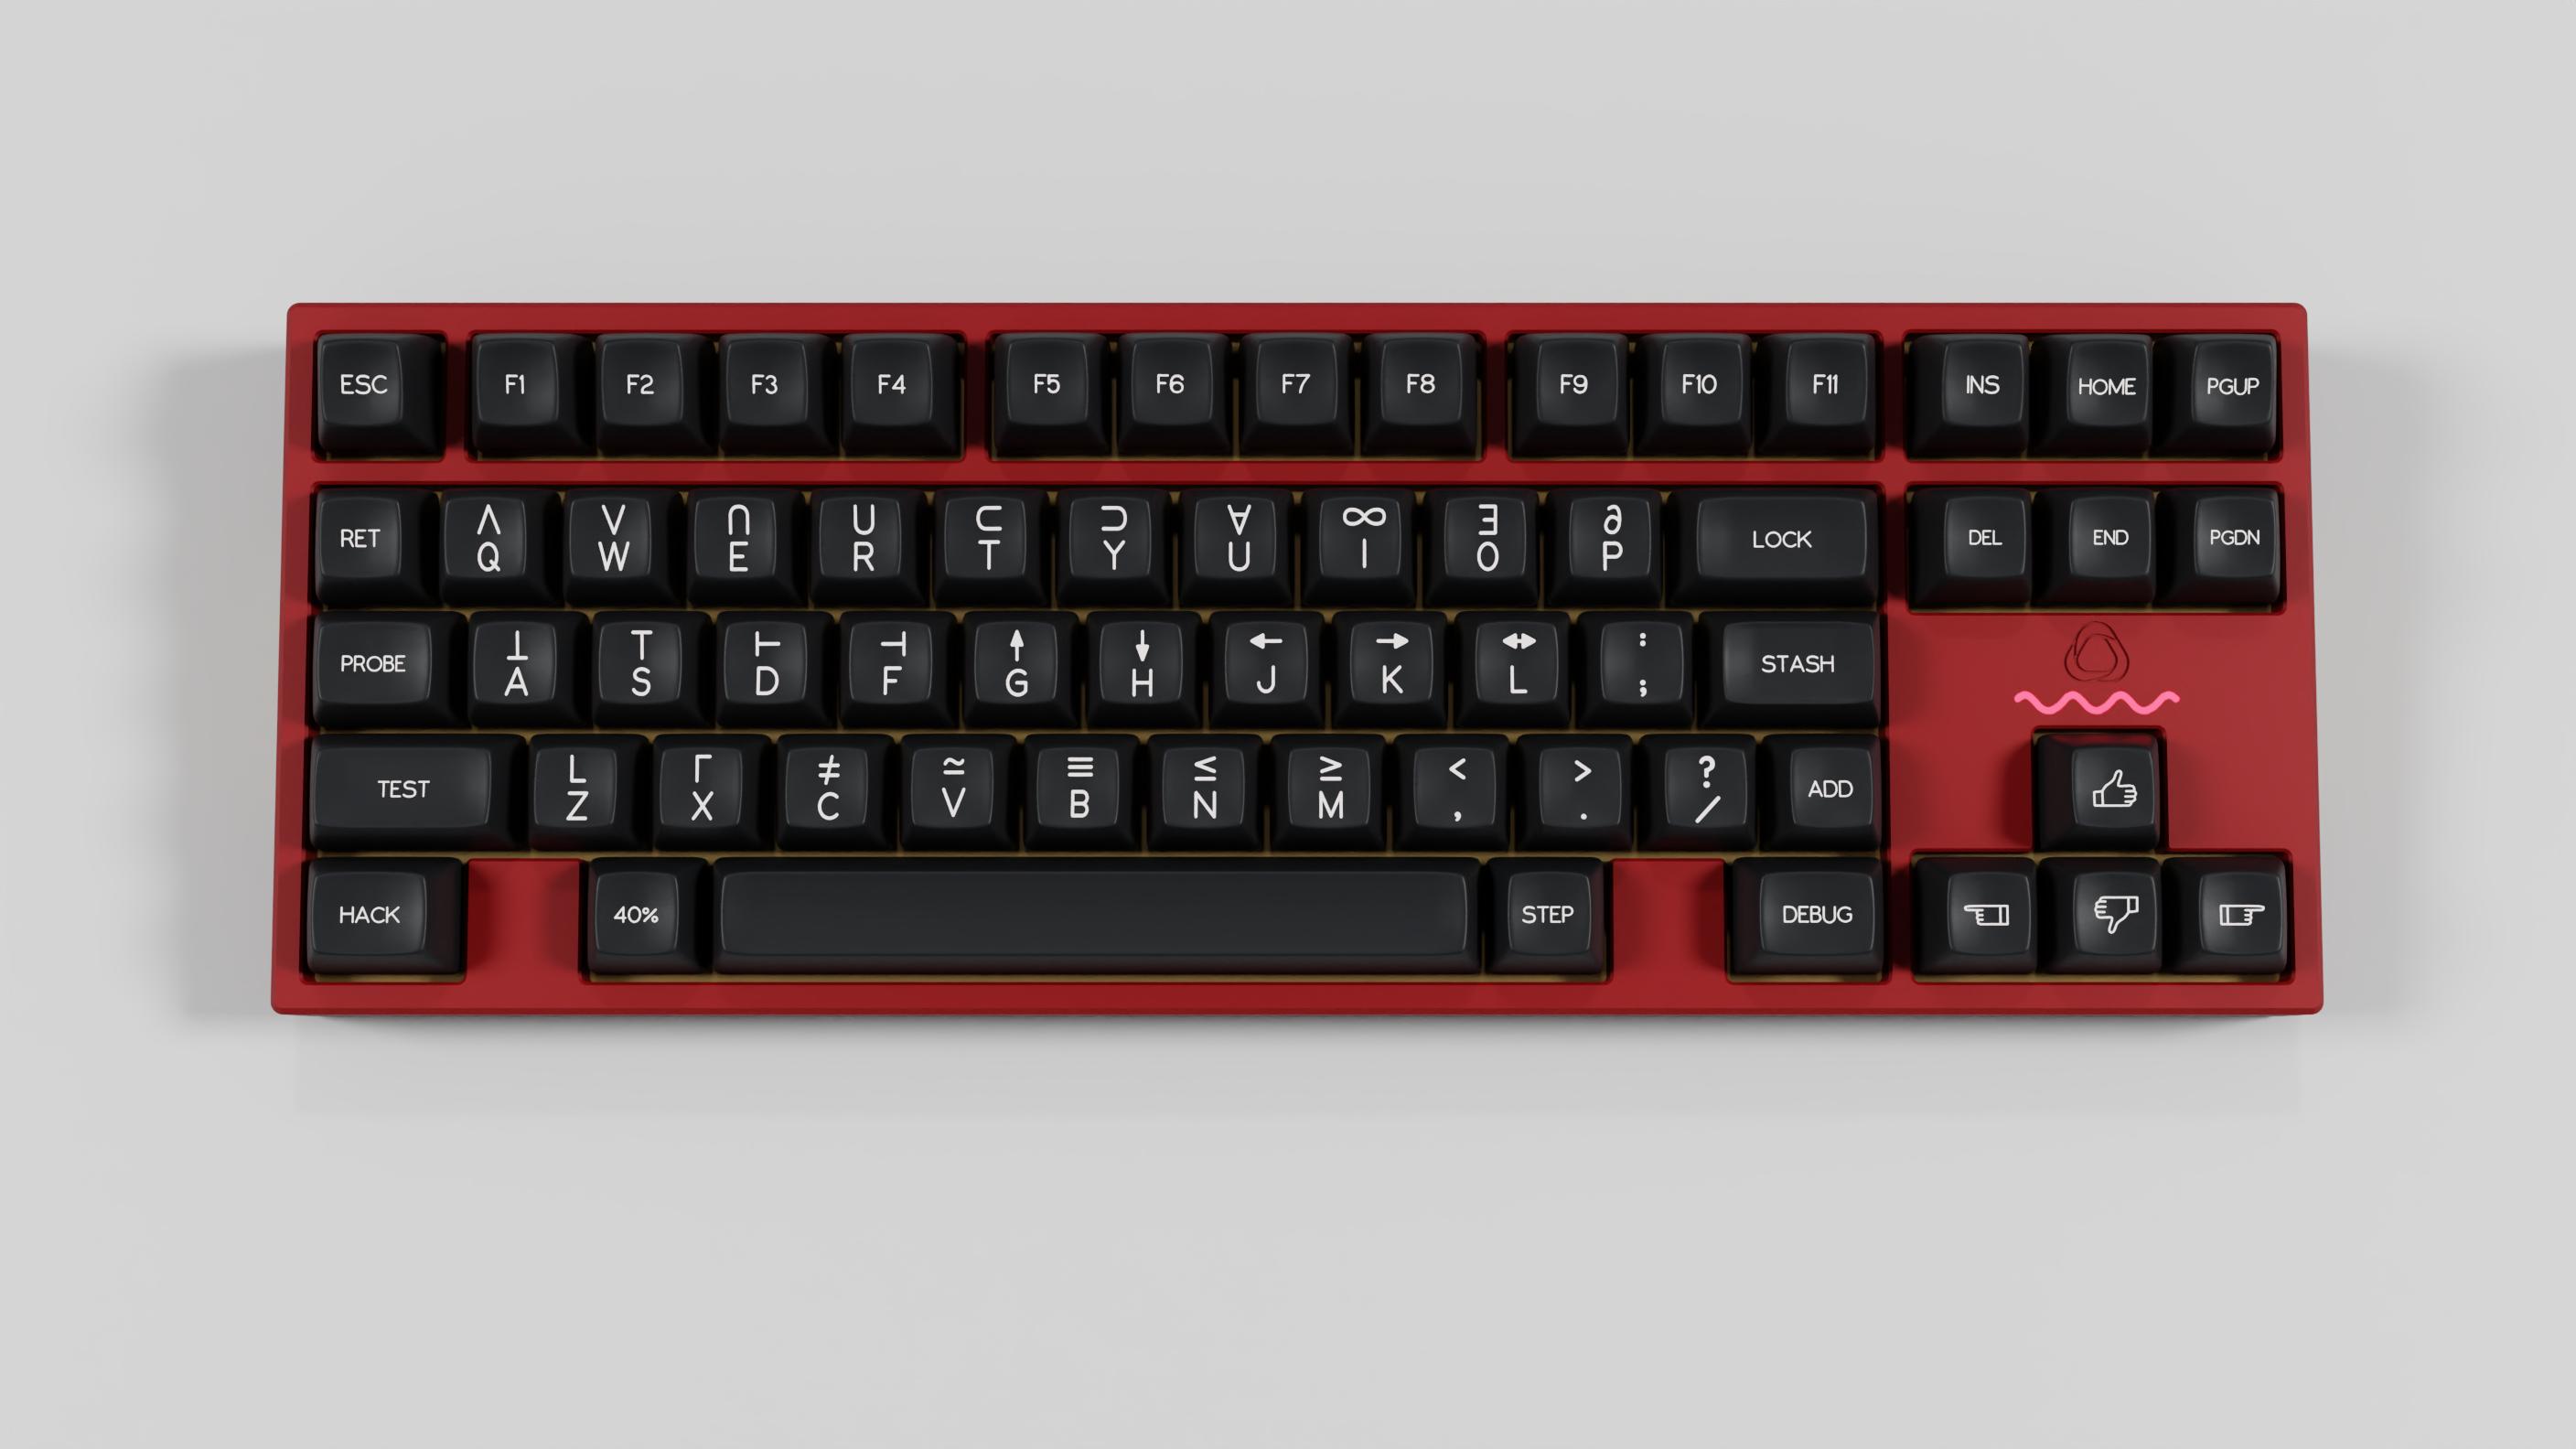 ESC F1 F2 F3 F4 F5 F6 F7 F8 F9 F10 F11 INS HOME PGUP
∧ ∨ ∩ ∪ ⊂ ⊃ ∀ ∞ ∃ ∂
RET Q W E R T Y U I O P LOCK DEL END PGDN
⊥ ⊤ ⊢ ⊣ ↑ ↓ ← → ↔ :
PROBE A S D F G H J K L ; STASH
⌊ ⌈ ≠ ≃ ≡ ≤ ≥ < > ?
TEST Z X C V B N M , . / ADD
HACK 40% STEP DEBUG